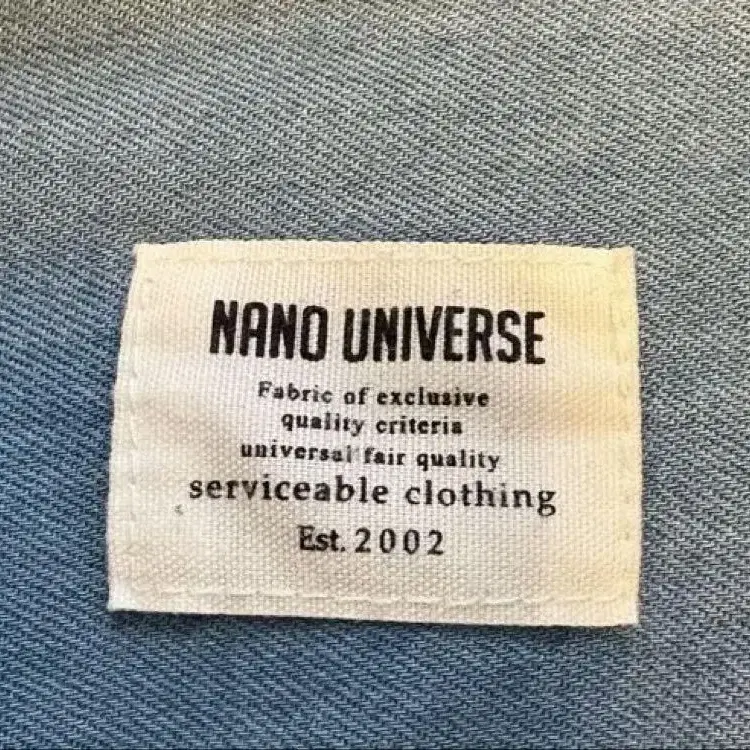 NANO UNIVERSE
Fabric of exclusive
quality criteria
universal fair quality
serviceable clothing
Est. 2002